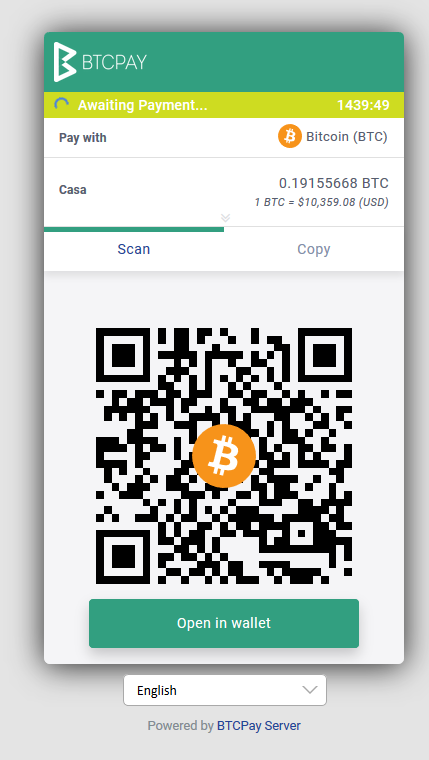 BTCPAY
Awaiting Payment... 1439:49
Pay with Bitcoin (BTC)
Casa 0.19155668 BTC
1 BTC = $10,359.08 (USD)
Scan Copy
Open in wallet
English
Powered by BTCPay Server